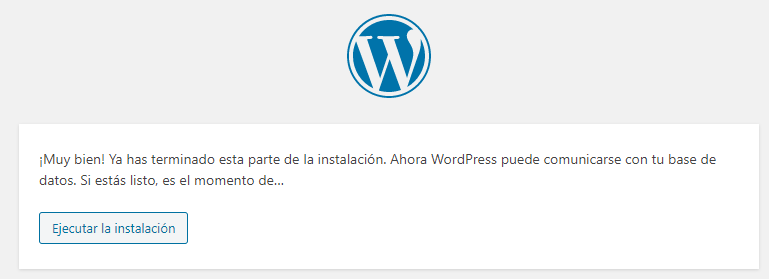 ¡Muy bien! Ya has terminado esta parte de la instalación. Ahora WordPress puede comunicarse con tu base de
datos. Si estás listo, es el momento de…
Ejecutar la instalación